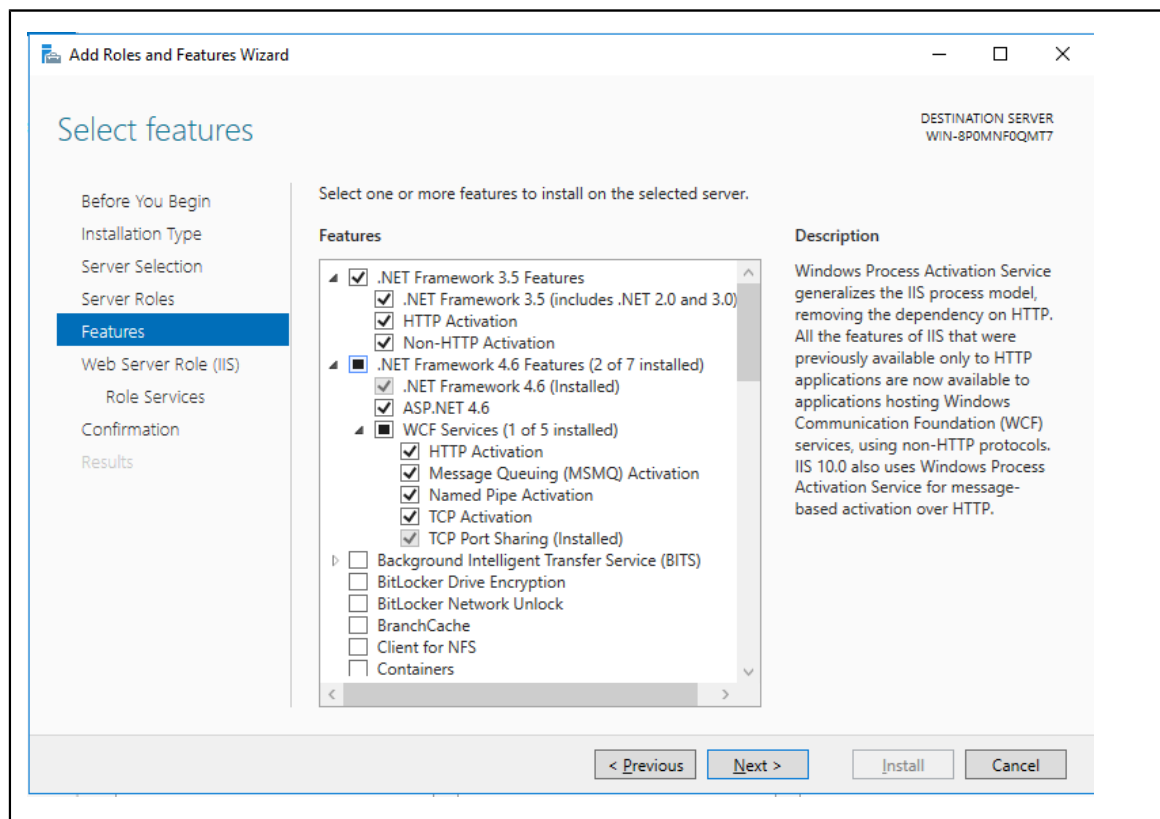 Add Roles and Features Wizard
Select features
DESTINATION SERVER
WIN-8P0MNF0QMT7
Before You Begin
Installation Type
Server Selection
Server Roles
Features
Web Server Role (IIS)
Role Services
Confirmation
Results
Select one or more features to install on the selected server.
Features
.NET Framework 3.5 Features
.NET Framework 3.5 (includes .NET 2.0 and 3.0)
HTTP Activation
Non-HTTP Activation
.NET Framework 4.6 Features (2 of 7 installed)
.NET Framework 4.6 (Installed)
ASP.NET 4.6
WCF Services (1 of 5 installed)
HTTP Activation
Message Queuing (MSMQ) Activation
Named Pipe Activation
TCP Activation
TCP Port Sharing (Installed)
Background Intelligent Transfer Service (BITS)
BitLocker Drive Encryption
BitLocker Network Unlock
BranchCache
Client for NFS
Containers
Description
Windows Process Activation Service
generalizes the IIS process model,
removing the dependency on HTTP.
All the features of IIS that were
previously available only to HTTP
applications are now available to
applications hosting Windows
Communication Foundation (WCF)
services, using non-HTTP protocols.
IIS 10.0 also uses Windows Process
Activation Service for message-
based activation over HTTP.
< Previous
Next >
Install
Cancel